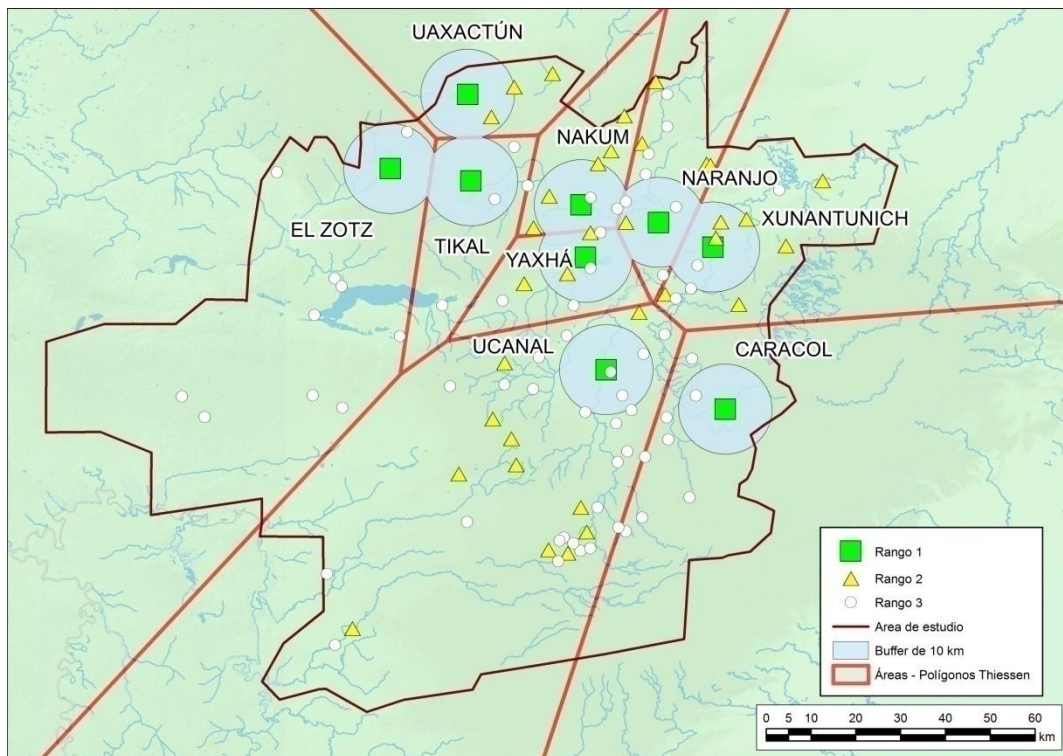 UAXACTÚN
NAKUM
NARANJO
XUNANTUNICH
EL ZOTZ
TIKAL
YAXHÁ
UCANAL
CARACOL
Rango 1
Rango 2
Rango 3
Area de estudio
Buffer de 10 km
Áreas - Polígonos Thiessen
0 5 10 20 30 40 50 60
km